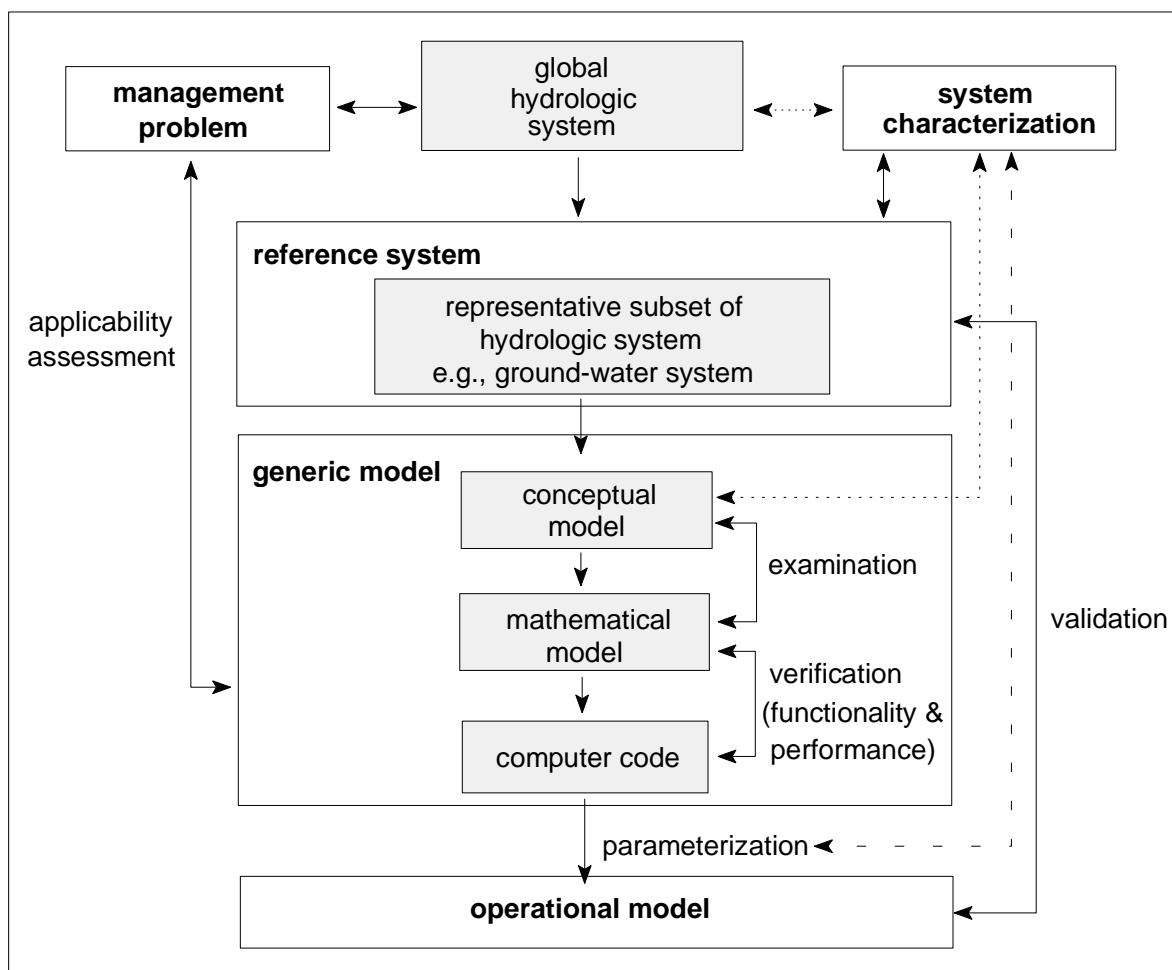 management
problem
global
hydrologic
system
system
characterization
reference system
representative subset of
hydrologic system
e.g., ground-water system
applicability
assessment
generic model
conceptual
model
examination
mathematical
model
validation
verification
(functionality &
performance)
computer code
parameterization
operational model